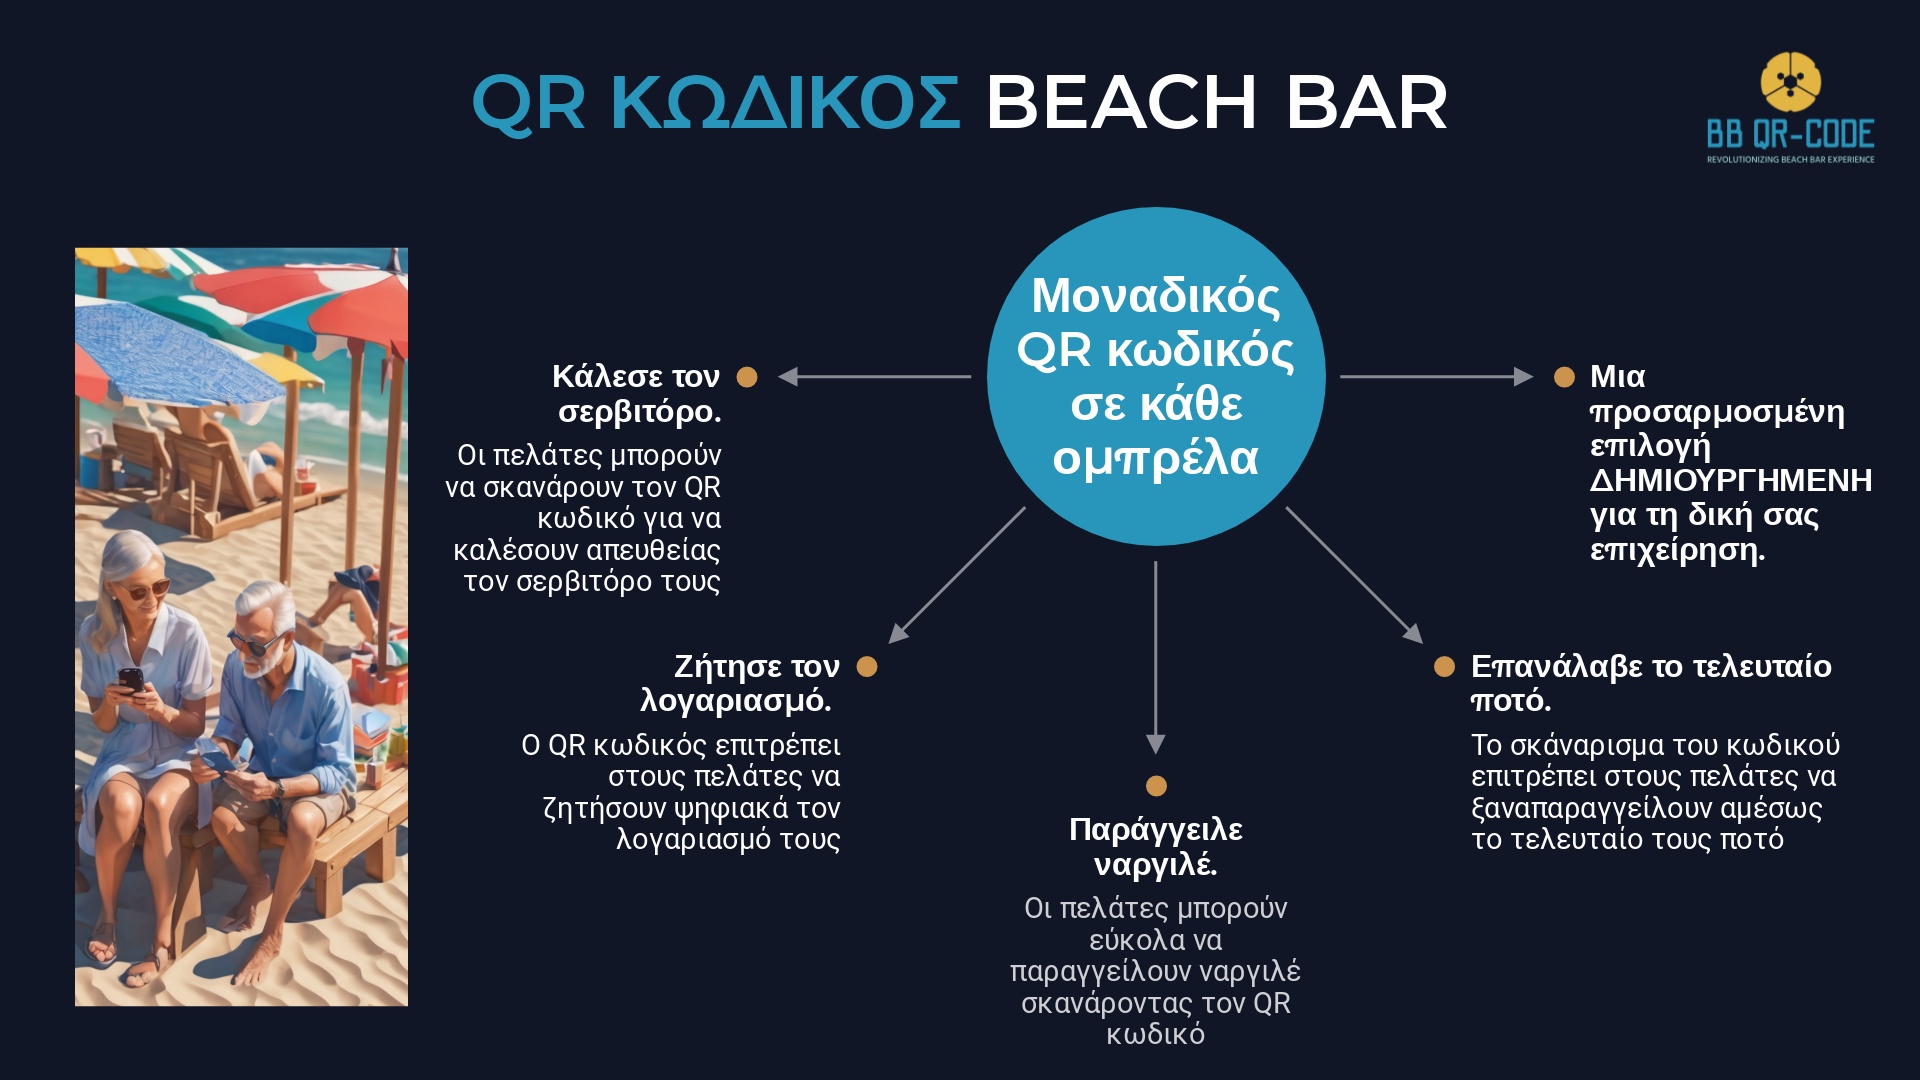 QR ΚΩΔΙΚΟΣ BEACH BAR
BB QR-CODE
REVOLUTIONIZING BEACH BAR EXPERIENCE
Μοναδικός
QR κωδικός
σε κάθε
ομπρέλα
Κάλεσε τον
σερβιτόρο.
Οι πελάτες μπορούν
να σκανάρουν τον QR
κωδικό για να
καλέσουν απευθείας
τον σερβιτόρο τους
Μια
προσαρμοσμένη
επιλογή
ΔΗΜΙΟΥΡΓΗΜΕΝΗ
για τη δική σας
επιχείρηση.
Ζήτησε τον
λογαριασμό.
Ο QR κωδικός επιτρέπει
στους πελάτες να
ζητήσουν ψηφιακά τον
λογαριασμό τους
Παράγγειλε
ναργιλέ.
Οι πελάτες μπορούν
εύκολα να
παραγγείλουν ναργιλέ
σκανάροντας τον QR
κωδικό
Επανάλαβε το τελευταίο
ποτό.
Το σκάναρισμα του κωδικού
επιτρέπει στους πελάτες να
ξαναπαραγγείλουν αμέσως
το τελευταίο τους ποτό